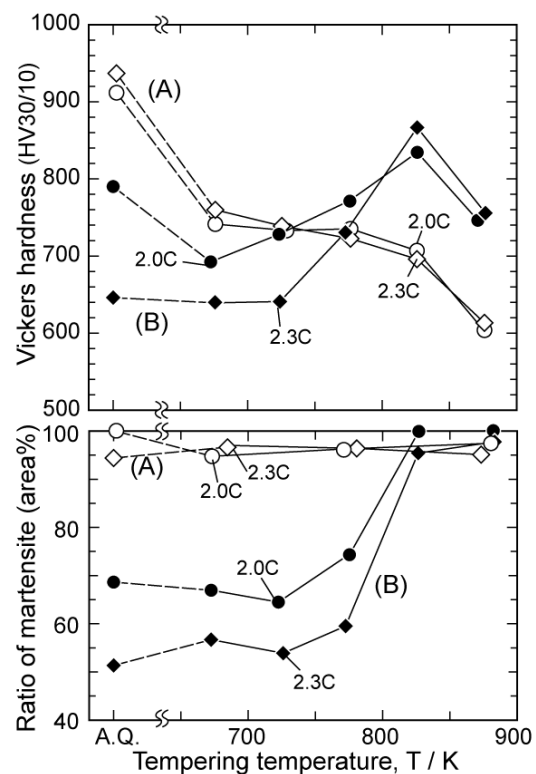 1000
900
800
700
600
500
Vickers hardness (HV30/10)
(A)
2.0C
(B)
2.3C
2.0C
2.3C
100
80
60
40
Ratio of martensite (area%)
(A)
2.3C
2.0C
2.0C
(B)
2.3C
A.Q.
700
800
900
Tempering temperature, T / K